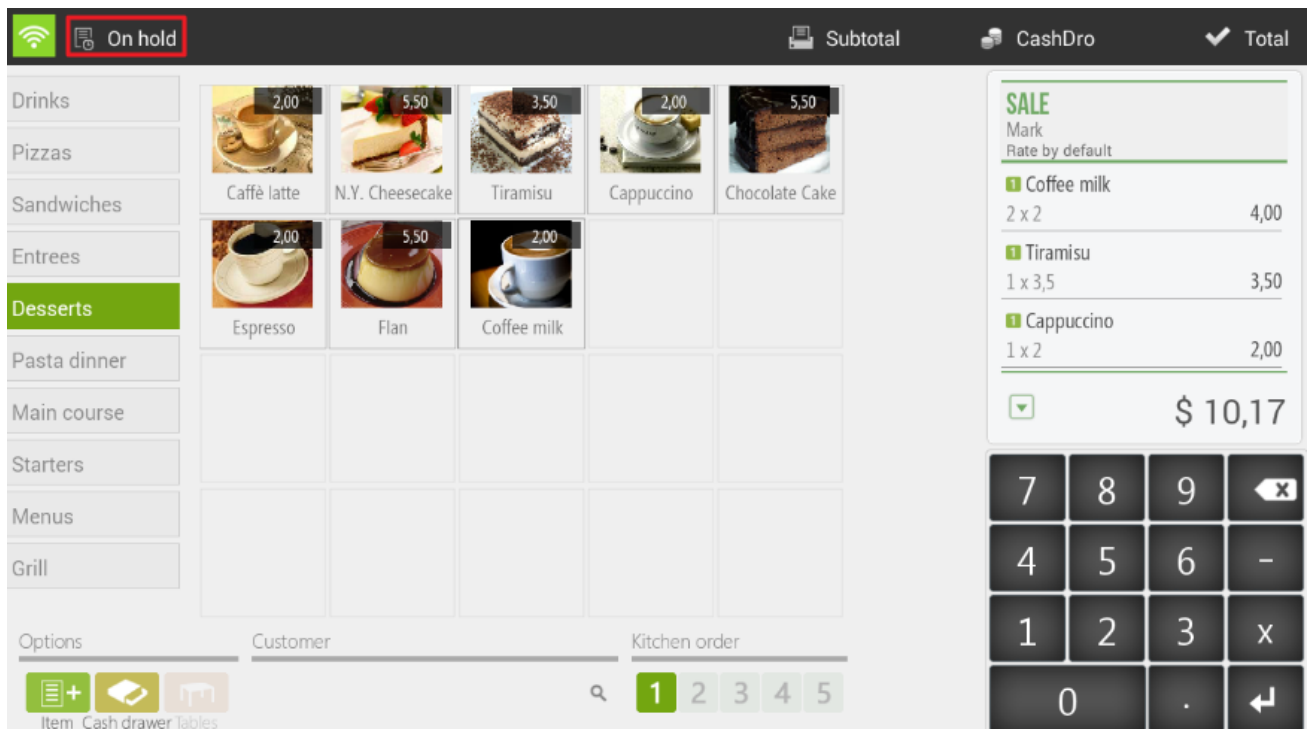 On hold
Subtotal
CashDro
Total
Drinks
Pizzas
Sandwiches
Entrees
Desserts
Pasta dinner
Main course
Starters
Menus
Grill
2,00 5,50 3,50 2,00 5,50
Caffè latte N.Y. Cheesecake Tiramisu Cappuccino Chocolate Cake
2,00 5,50 2,00
Espresso Flan Coffee milk
SALE
Mark
Rate by default
1 Coffee milk
2 x 2 4,00
1 Tiramisu
1 x 3,5 3,50
1 Cappuccino
1 x 2 2,00
$ 10,17
7 8 9 x
4 5 6 -
1 2 3 X
0 .
Options Customer Kitchen order
1 2 3 4 5
Item Cash drawer Tables